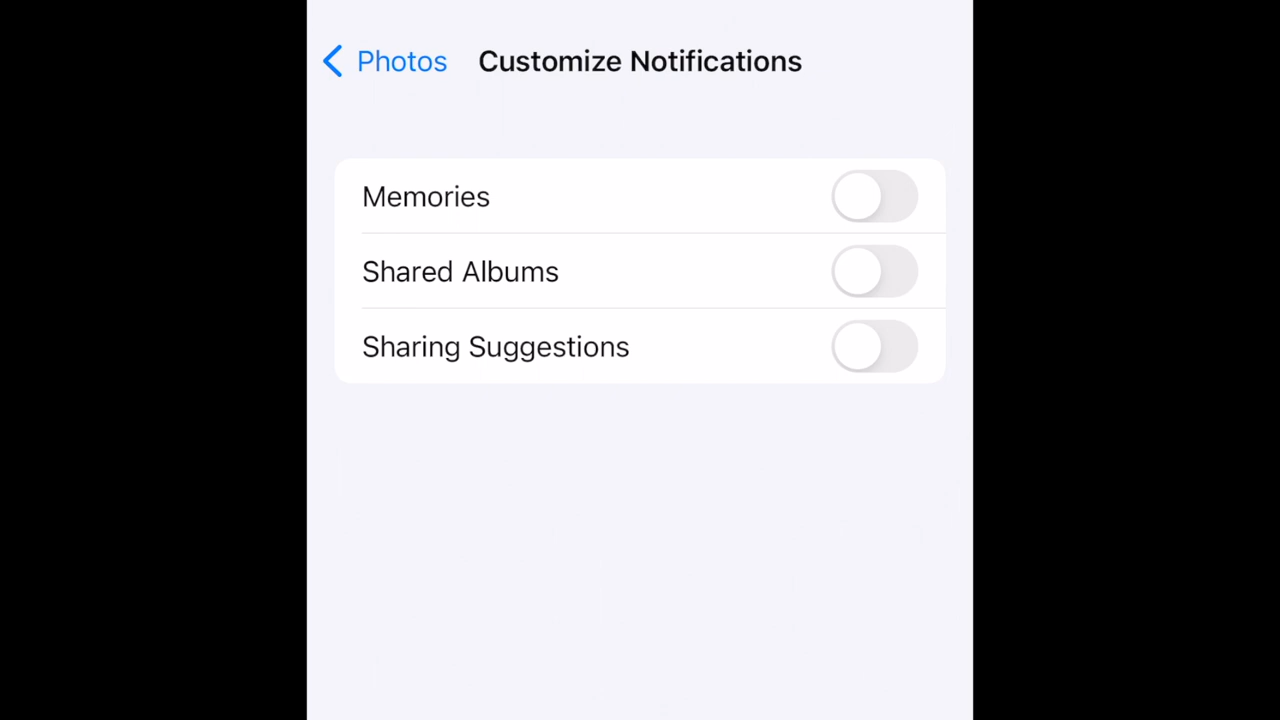 Photos Customize Notifications
Memories
Shared Albums
Sharing Suggestions